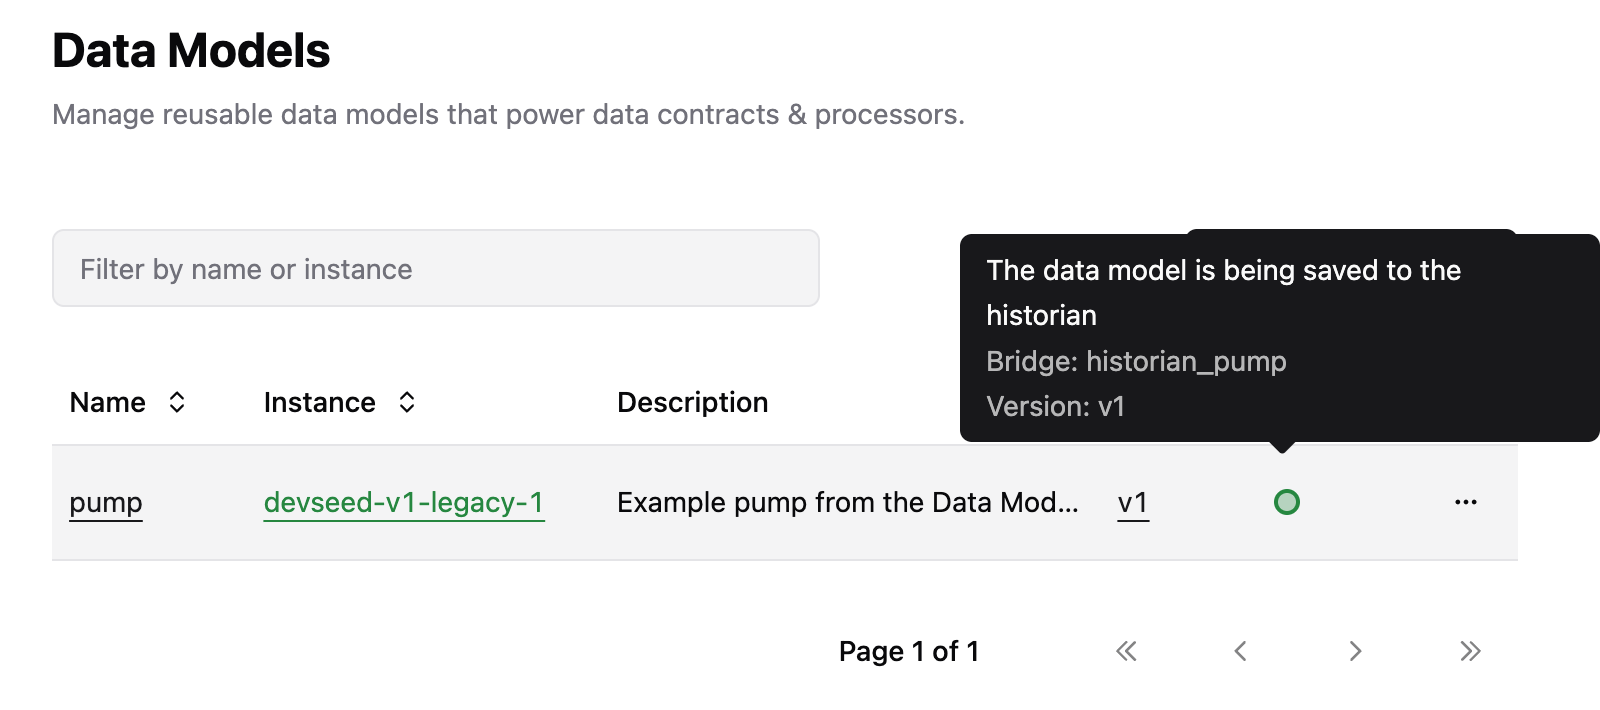 Data Models
Manage reusable data models that power data contracts & processors.
Filter by name or instance
The data model is being saved to the
historian
Bridge: historian_pump
Version: v1
Name Instance Description
pump devseed-v1-legacy-1 Example pump from the Data Mod... v1
Page 1 of 1